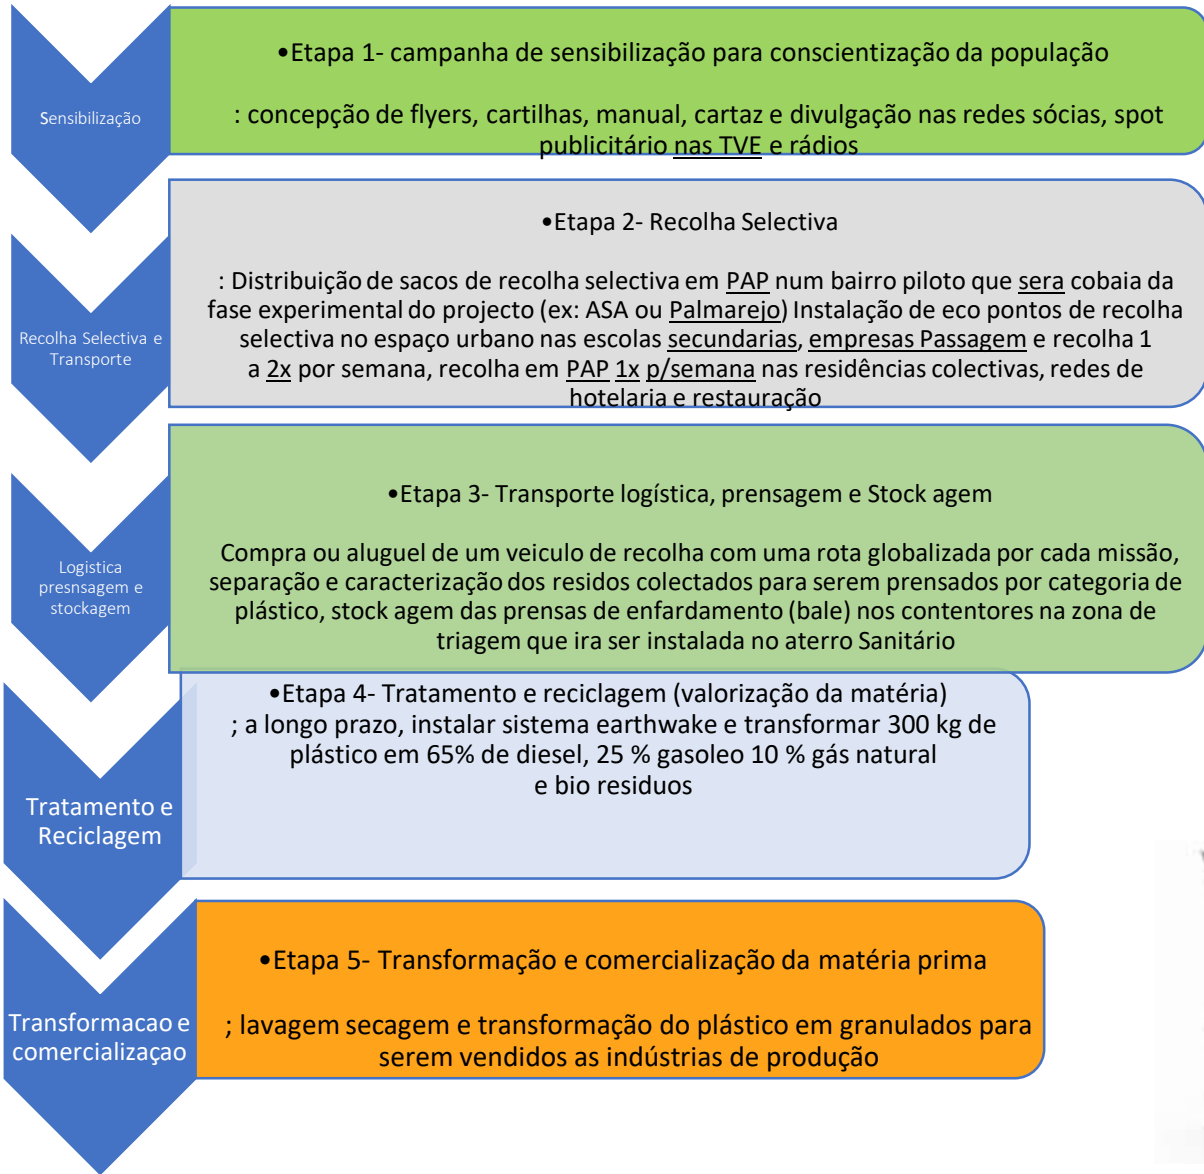 Sensibilização
•Etapa 1- campanha de sensibilização para conscientização da população
: concepção de flyers, cartilhas, manual, cartaz e divulgação nas redes sócias, spot
publicitário nas TVE e rádios
Recolha Selectiva e
Transporte
•Etapa 2- Recolha Selectiva
: Distribuição de sacos de recolha selectiva em PAP num bairro piloto que sera cobaia da
fase experimental do projecto (ex: ASA ou Palmarejo) Instalação de eco pontos de recolha
selectiva no espaço urbano nas escolas secundarias, empresas Passagem e recolha 1
a 2x por semana, recolha em PAP 1x p/semana nas residências colectivas, redes de
hotelaria e restauração
Logistica
presnsagem e
stockagem
•Etapa 3- Transporte logística, prensagem e Stock agem
Compra ou aluguel de um veiculo de recolha com uma rota globalizada por cada missão,
separação e caracterização dos residos colectados para serem prensados por categoria de
plástico, stock agem das prensas de enfardamento (bale) nos contentores na zona de
triagem que ira ser instalada no aterro Sanitário
Tratamento e
Reciclagem
•Etapa 4- Tratamento e reciclagem (valorização da matéria)
; a longo prazo, instalar sistema earthwake e transformar 300 kg de
plástico em 65% de diesel, 25 % gasoleo 10 % gás natural
e bio residuos
Transformacao e
comercializaçao
•Etapa 5- Transformação e comercialização da matéria prima
; lavagem secagem e transformação do plástico em granulados para
serem vendidos as indústrias de produção